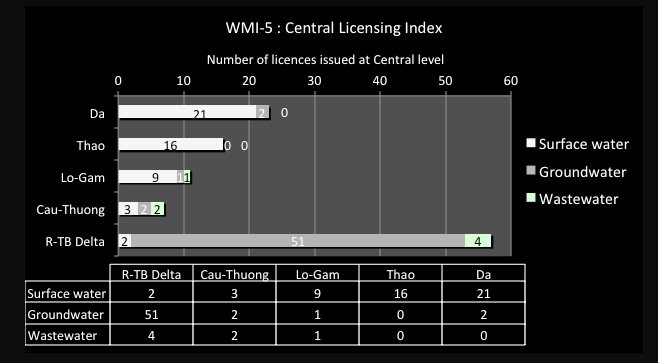 WMI-5 : Central Licensing Index
Number of licences issued at Central level
0 10 20 30 40 50 60
Da 21 2 0
Thao 16 0 0
Lo-Gam 9 1 1
Cau-Thuong 3 2 2
R-TB Delta 2 51 4
Surface water
Groundwater
Wastewater
R-TB Delta Cau-Thuong Lo-Gam Thao Da
Surface water 2 3 9 16 21
Groundwater 51 2 1 0 2
Wastewater 4 2 1 0 0